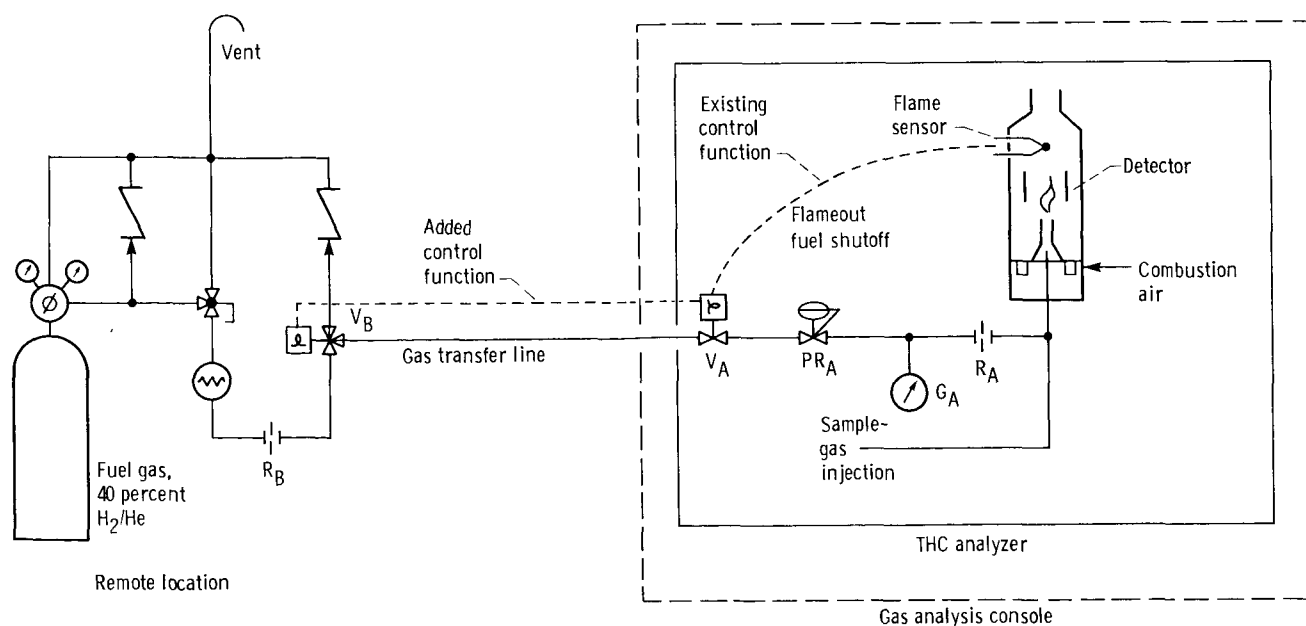 Vent
Existing
control
function
Flame
sensor
Detector
Flameout
fuel shutoff
Added
control
function
Combustion
air
V_B
Gas transfer line
V_A
PR_A
G_A
R_A
Sample-
gas
injection
R_B
Fuel gas,
40 percent
H_2/He
THC analyzer
Remote location
Gas analysis console